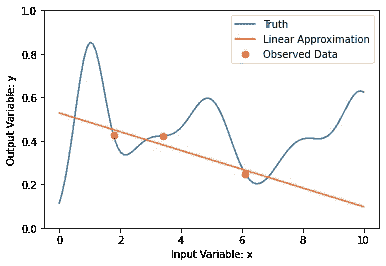 1.0
0.8
0.6
0.4
0.2
0.0
Output Variable: y
Truth
Linear Approximation
Observed Data
0 2 4 6 8 10
Input Variable: x